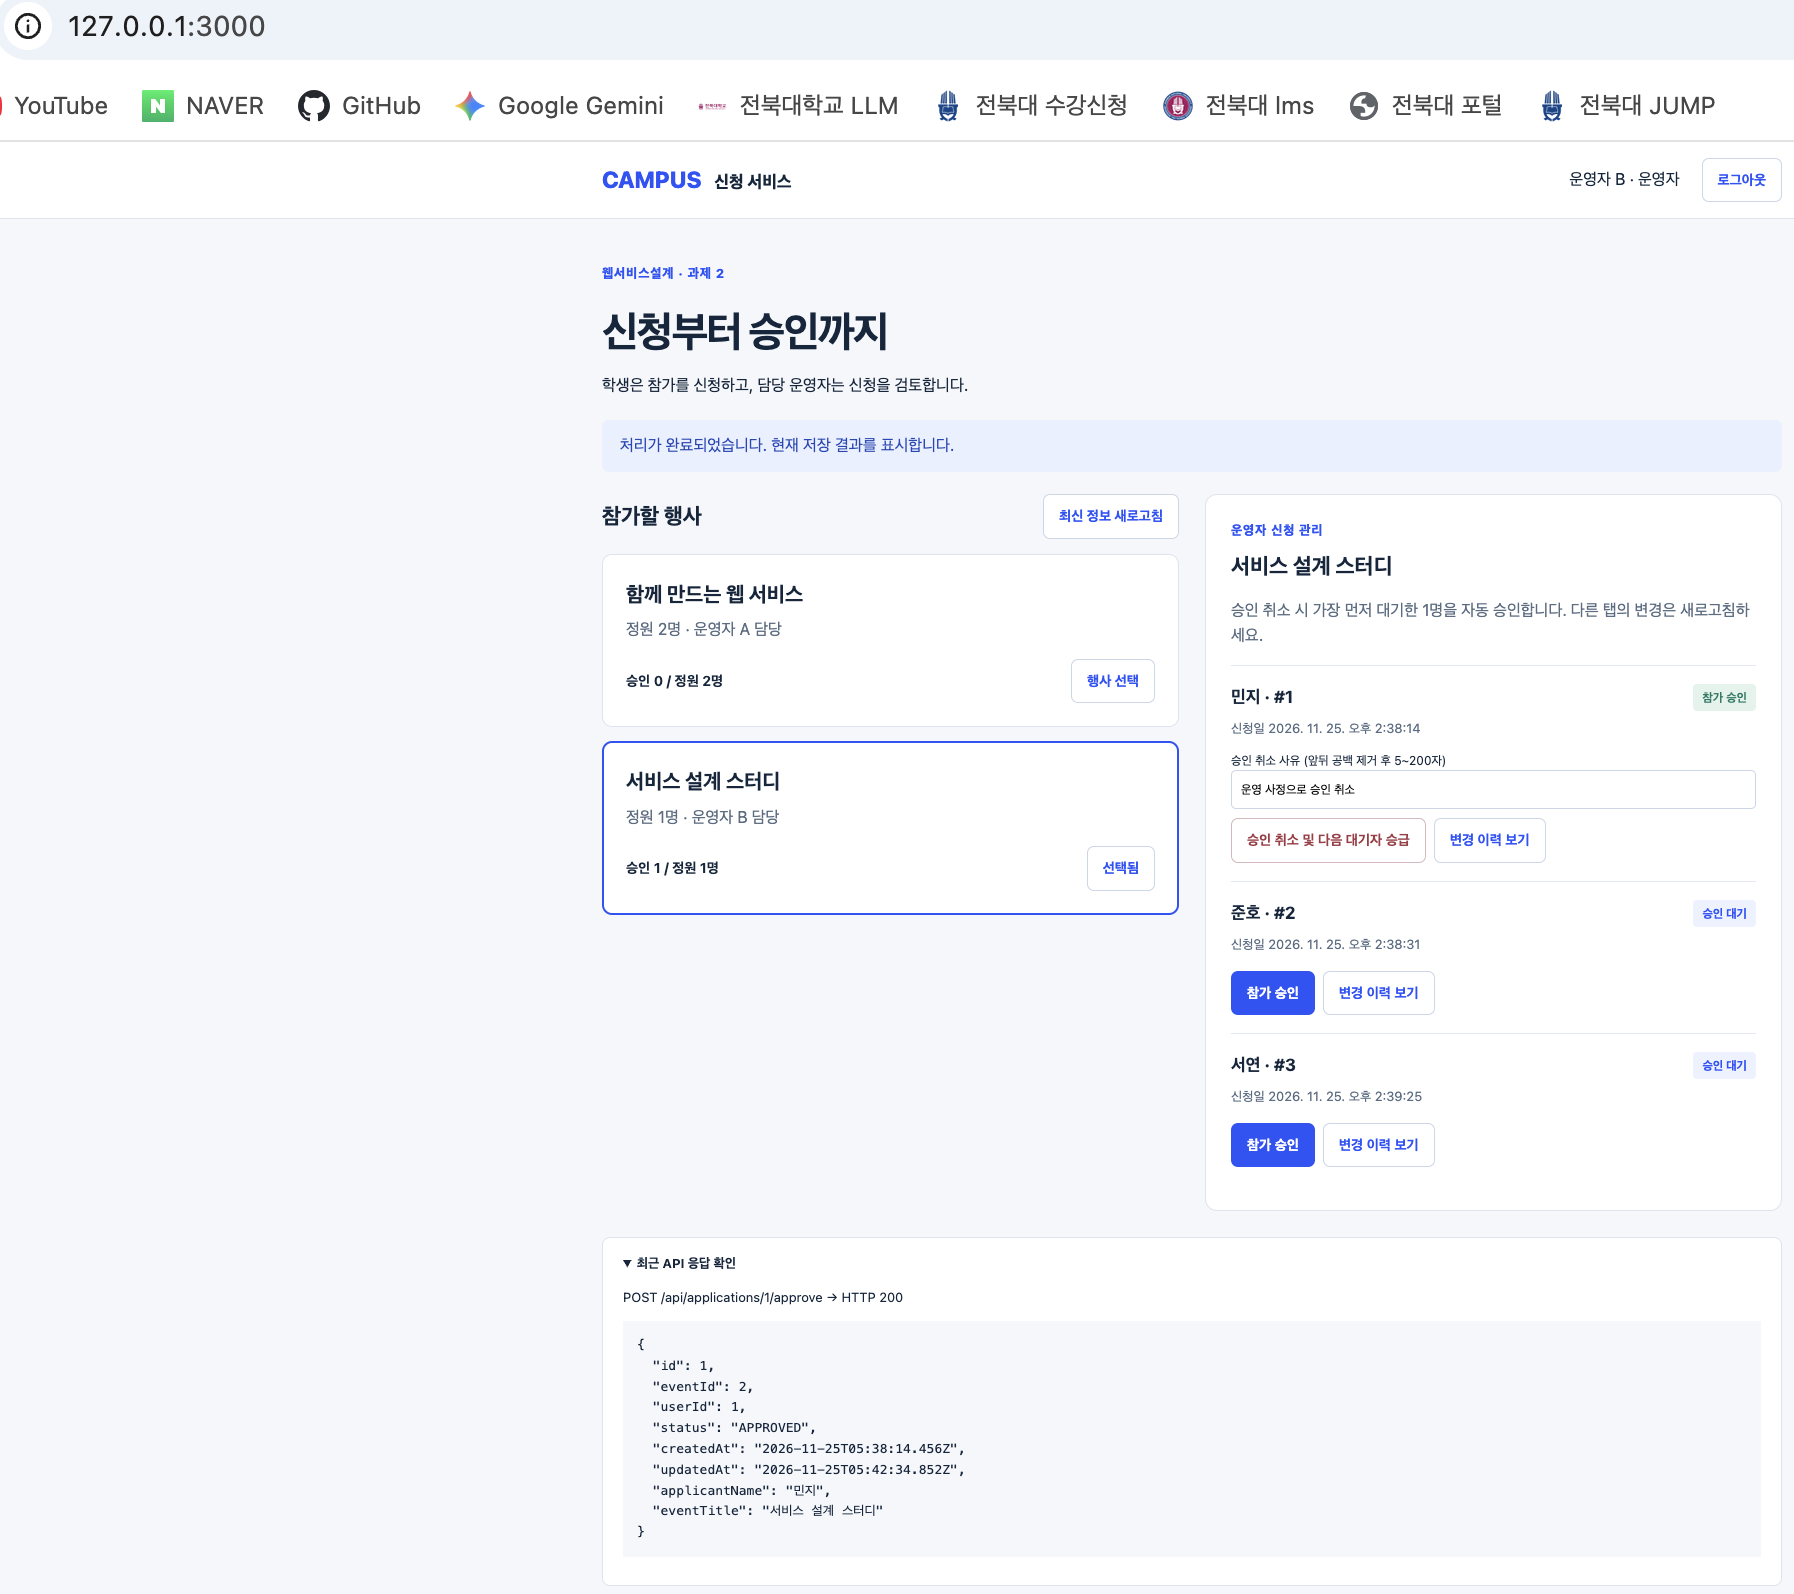 127.0.0.1:3000
YouTube
NAVER
GitHub
Google Gemini
전북대학교 LLM
전북대 수강신청
전북대 lms
전북대 포털
전북대 JUMP
CAMPUS 신청 서비스
운영자 B · 운영자
로그아웃
웹서비스설계 · 과제 2
신청부터 승인까지
학생은 참가를 신청하고, 담당 운영자는 신청을 검토합니다.
처리가 완료되었습니다. 현재 저장 결과를 표시합니다.
참가할 행사
최신 정보 새로고침
함께 만드는 웹 서비스
정원 2명 · 운영자 A 담당
승인 0 / 정원 2명
행사 선택
서비스 설계 스터디
정원 1명 · 운영자 B 담당
승인 1 / 정원 1명
선택됨
운영자 신청 관리
서비스 설계 스터디
승인 취소 시 가장 먼저 대기한 1명을 자동 승인합니다. 다른 탭의 변경은 새로고침하
세요.
민지 · #1
참가 승인
신청일 2026. 11. 25. 오후 2:38:14
승인 취소 사유 (앞뒤 공백 제거 후 5~200자)
운영 사정으로 승인 취소
승인 취소 및 다음 대기자 승급
변경 이력 보기
준호 · #2
승인 대기
신청일 2026. 11. 25. 오후 2:38:31
참가 승인
변경 이력 보기
서연 · #3
승인 대기
신청일 2026. 11. 25. 오후 2:39:25
참가 승인
변경 이력 보기
▼ 최근 API 응답 확인
POST /api/applications/1/approve → HTTP 200
{
"id": 1,
"eventId": 2,
"userId": 1,
"status": "APPROVED",
"createdAt": "2026-11-25T05:38:14.456Z",
"updatedAt": "2026-11-25T05:42:34.852Z",
"applicantName": "민지",
"eventTitle": "서비스 설계 스터디"
}